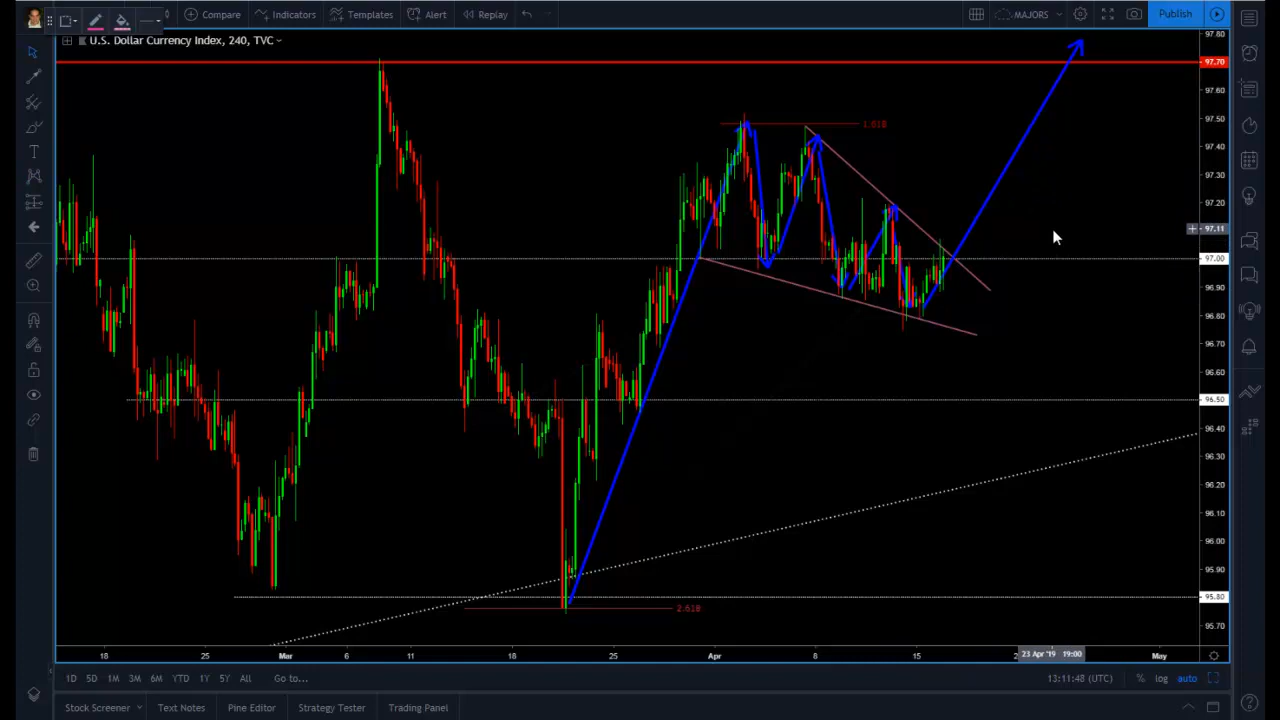 Compare
Indicators
Templates
Alert
Replay
MAJORS
Publish
U.S. Dollar Currency Index, 240, TVC
97.80
97.70
97.60
97.50
97.40
97.30
97.20
97.11
97.00
96.90
96.80
96.70
96.60
96.40
96.30
96.20
96.10
96.00
95.90
95.80
95.70
1.618
2.618
18
25
Mar
6
11
18
25
Apr
8
15
23 Apr '19 19:00
May
1D 5D 1M 3M 6M YTD 1Y 5Y All Go to...
13:11:48 (UTC) % log auto
Stock Screener Text Notes Pine Editor Strategy Tester Trading Panel